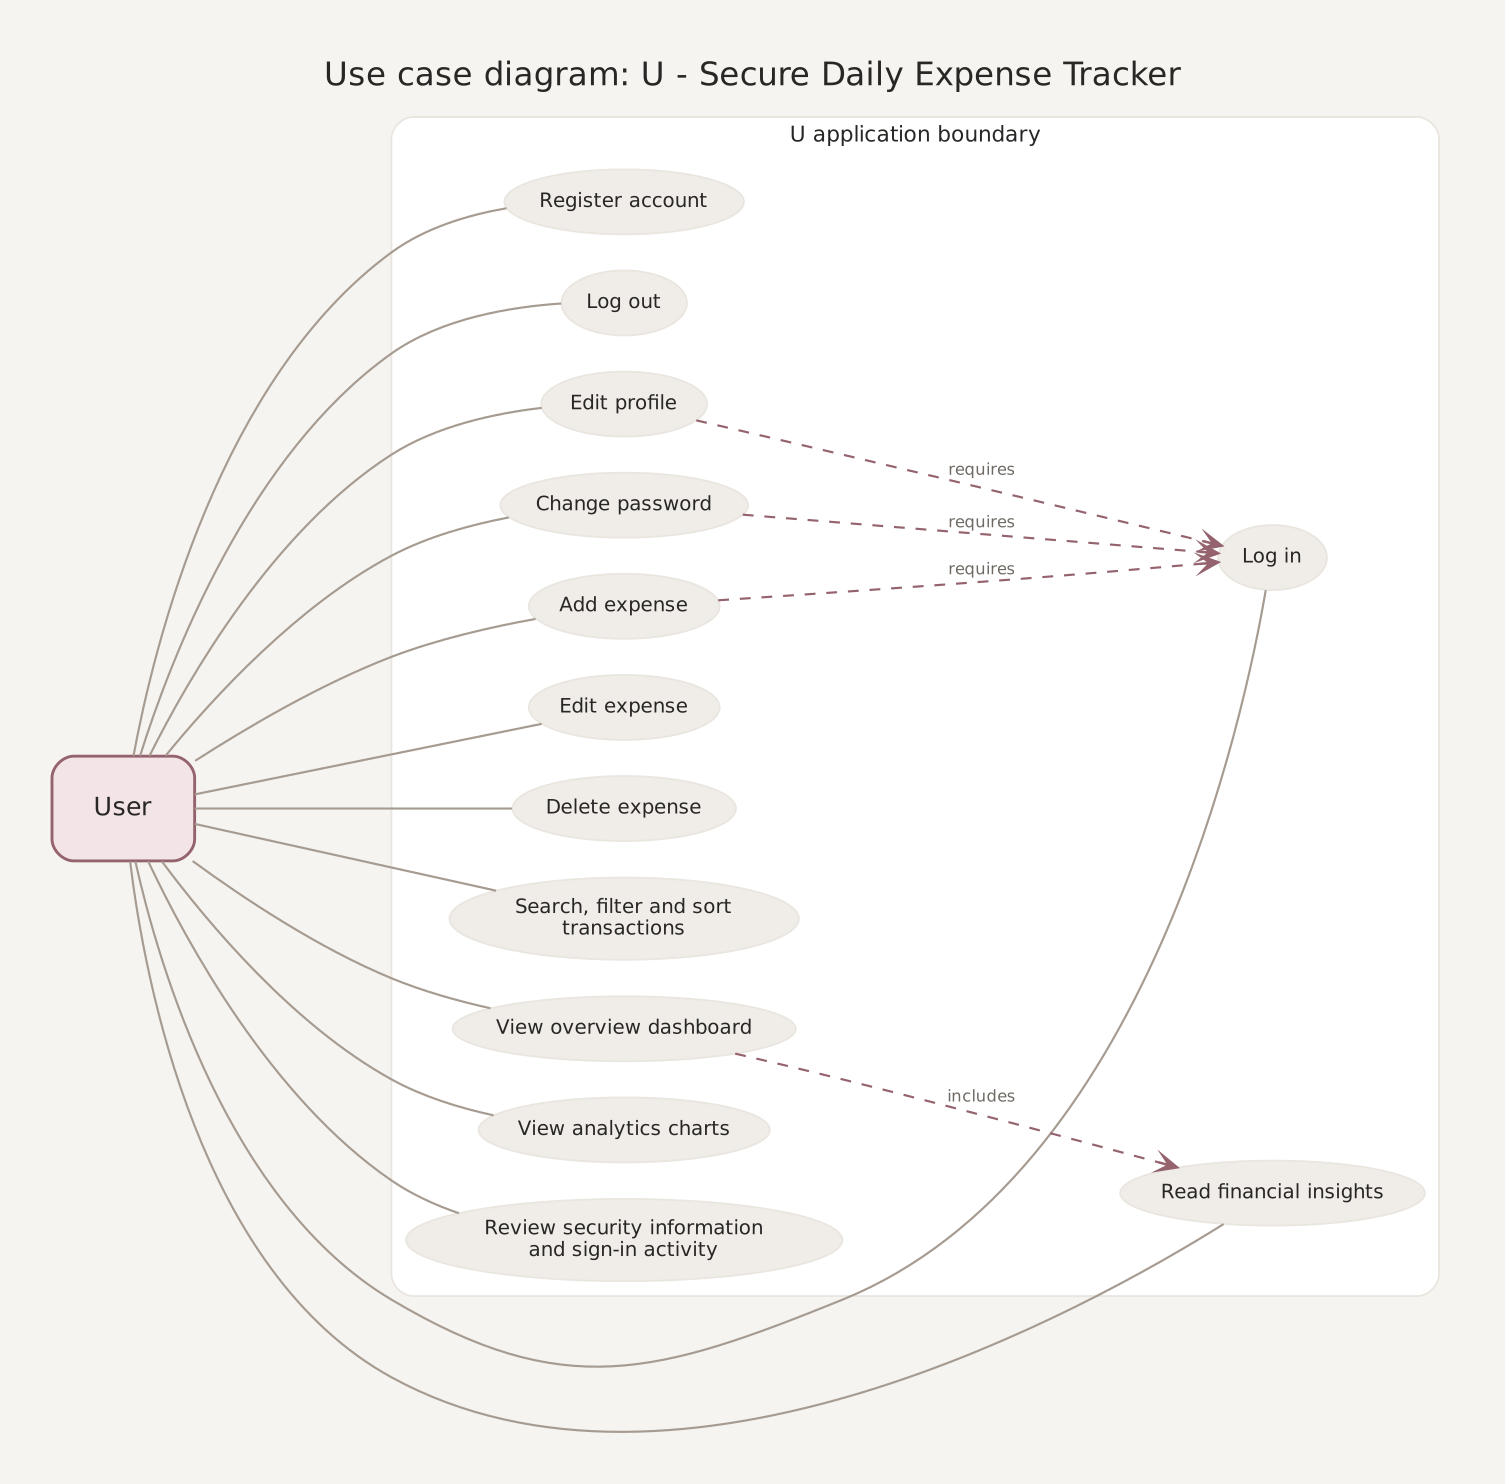 Use case diagram: U - Secure Daily Expense Tracker
U application boundary
Register account
Log out
Edit profile
requires
Change password
requires
Log in
requires
Add expense
Edit expense
User
Delete expense
Search, filter and sort
transactions
View overview dashboard
includes
View analytics charts
Read financial insights
Review security information
and sign-in activity